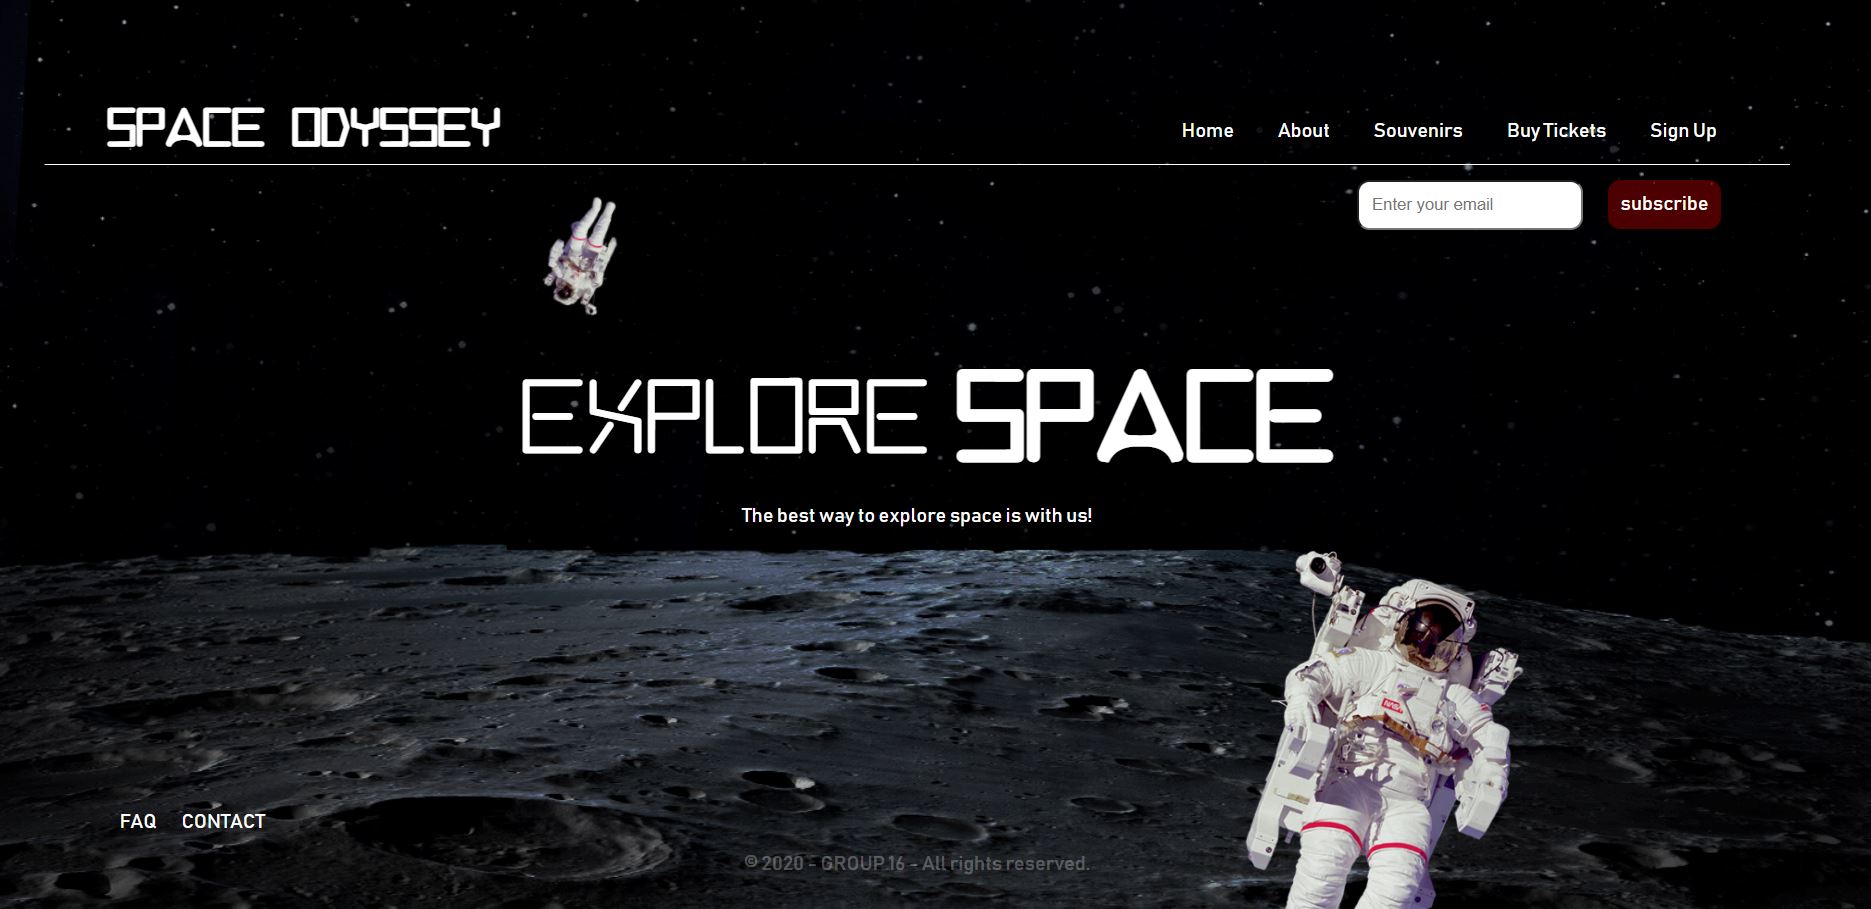 SPACE ODYSSEY
Home About Souvenirs Buy Tickets Sign Up
Enter your email subscribe
EXPLORE SPACE
The best way to explore space is with us!
NASA
FAQ CONTACT
© 2020 - GROUP 16 - All rights reserved.